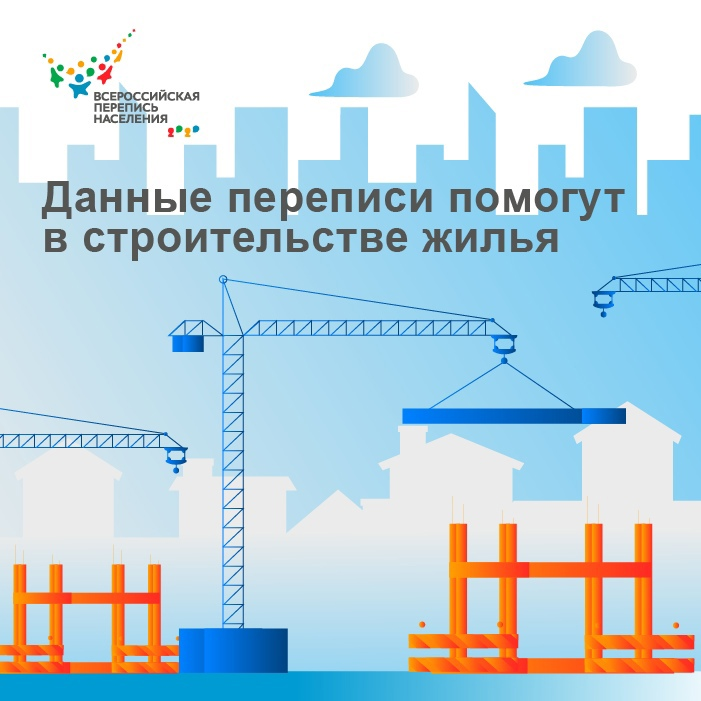 ВСЕРОССИЙСКАЯ
ПЕРЕПИСЬ
НАСЕЛЕНИЯ
Данные переписи помогут
в строительстве жилья